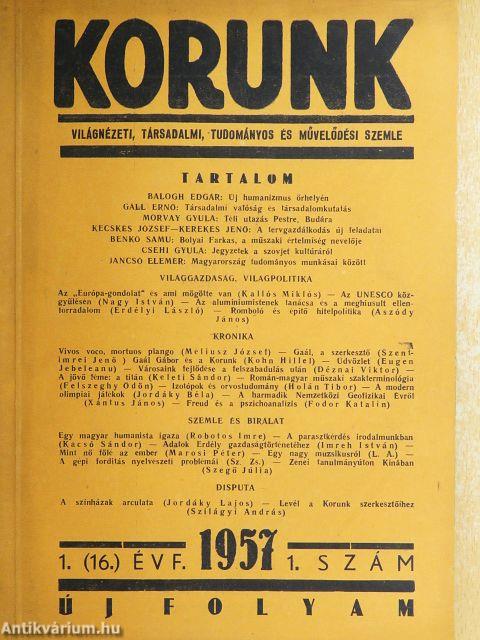 KORUNK
VILÁGNÉZETI, TÁRSADALMI, TUDOMÁNYOS ÉS MŰVELŐDÉSI SZEMLE
TARTALOM
BALOGH EDGAR: Új humanizmus őrhelyén
GÁLL ERNŐ: Társadalmi valóság és társadalomkutatás
MORVAY GYULA: Téli utazás Pestre, Budára
KECSKÉS JÓZSEF—KEREKES JENŐ: A tervgazdálkodás új feladatai
BENKŐ SAMU: Bolyai Farkas, a műszaki értelmiség nevelője
CSEHI GYULA: Jegyzetek a szovjet kultúráról
JANCSÓ ELEMÉR: Magyarország tudományos munkásai között
VILÁGGAZDASÁG, VILÁGPOLITIKA
Az „Európa-gondolat" és ami mögötte van (Kallós Miklós) — Az UNESCO köz-
gyűlésén (Nagy István) — Az alumíniumistenek tanácsa és a meghiúsult ellen-
forradalom (Erdélyi László) — Romboló és építő hitelpolitika (Aszódy
János)
KRÓNIKA
Vivos voco, mortuos plango (Méliusz József) — Gaál, a szerkesztő (Szent-
imrei Jenő) Gaál Gábor és a Korunk (Kohn Hillel) — Üdvözlet (Eugen
Jebeleanu) — Városaink fejlődése a felszabadulás után (Déznai Viktor) —
A jövő féme: a titán (Keleti Sándor) — Román-magyar műszaki szakterminológia
(Felszeghy Ödön) — Izotópok és orvostudomány (Holán Tibor) — A modern
olimpiai játékok (Jordáky Béla) — A harmadik Nemzetközi Geofizikai Évről
(Xántus János) — Freud és a pszichoanalízis (Fodor Katalin)
SZEMLE ÉS BÍRÁLAT
Egy magyar humanista igaza (Robotos Imre) — A parasztkérdés irodalmunkban
(Kacsó Sándor) — Adalék Erdély gazdaságtörténetéhez (Imreh István) —
Mint nő főle az ember (Marosi Péter) — Egy nagy muzsikusról (L. A.) —
A gépi fordítás nyelvészeti problémái (Sz. Zs.) — Zenei tanulmányúton Kínában
(Szegő Júlia)
DISPUTA
A színházak arculata (Jordáky Lajos) — Levél a Korunk szerkesztőihez
(Szilágyi András)
1. (16.) ÉVF. 1957 1. SZÁM
ÚJ FOLYAM
Antikvárium.hu